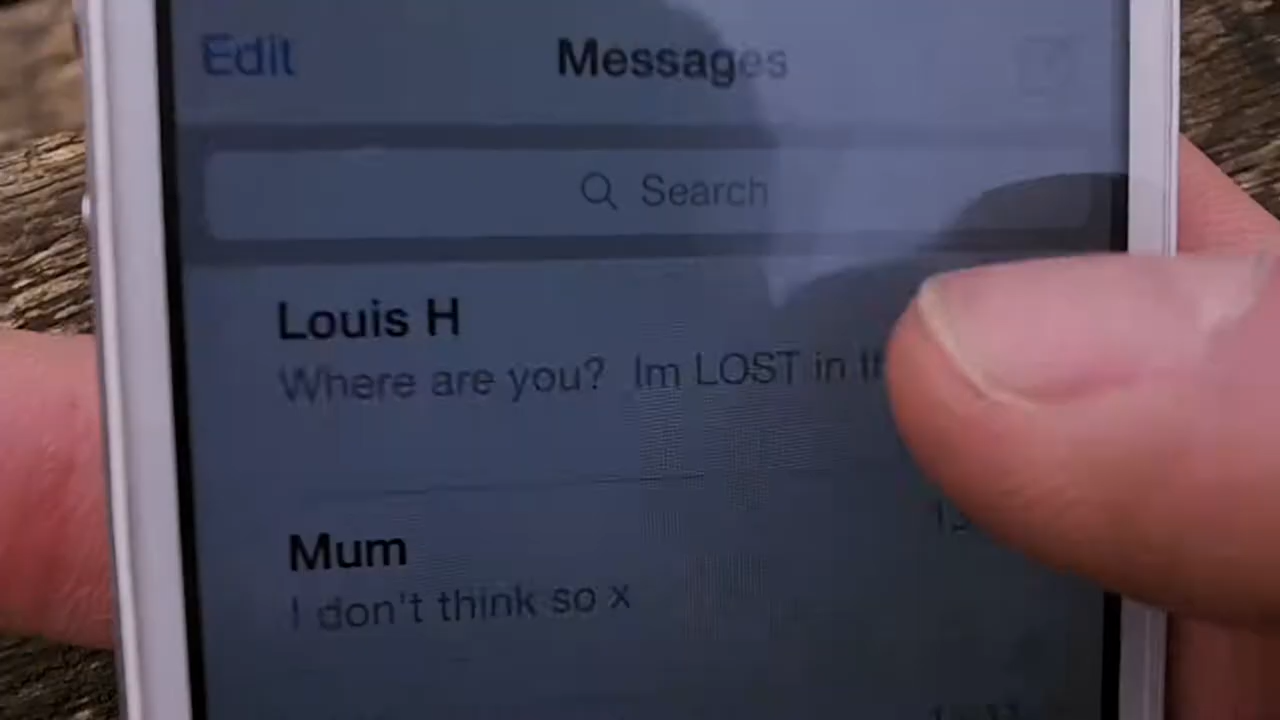 Edit
Messages
Search
Louis H
Where are you? Im LOST in
Mum
I don't think so x